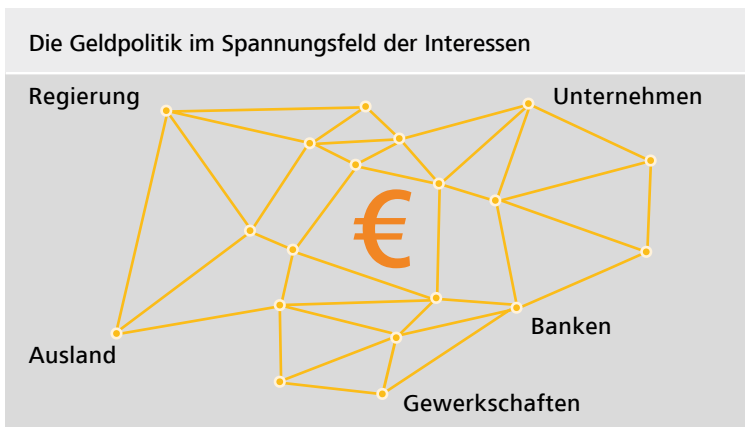 Die Geldpolitik im Spannungsfeld der Interessen
Regierung
Unternehmen
€
Banken
Ausland
Gewerkschaften